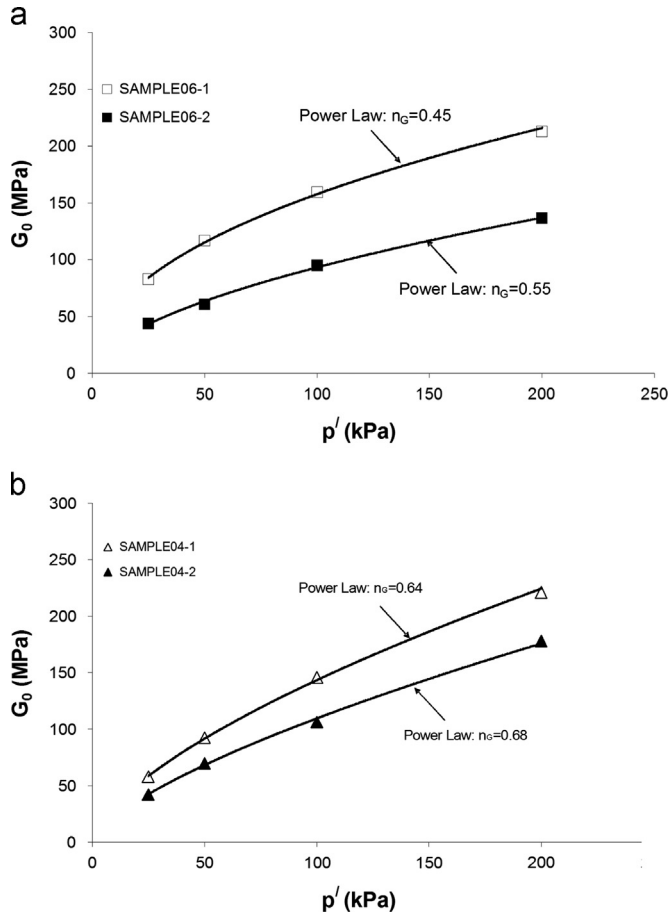 a
300
SAMPLE06-1
SAMPLE06-2
250
Power Law: nG=0.45
200
G0 (MPa)
150
100
Power Law: nG=0.55
50
0
0 50 100 150 200 250
p/ (kPa)
b
300
SAMPLE04-1
SAMPLE04-2
250
Power Law: nG=0.64
200
G0 (MPa)
150
100
Power Law: nG=0.68
50
0
0 50 100 150 200
p/ (kPa)